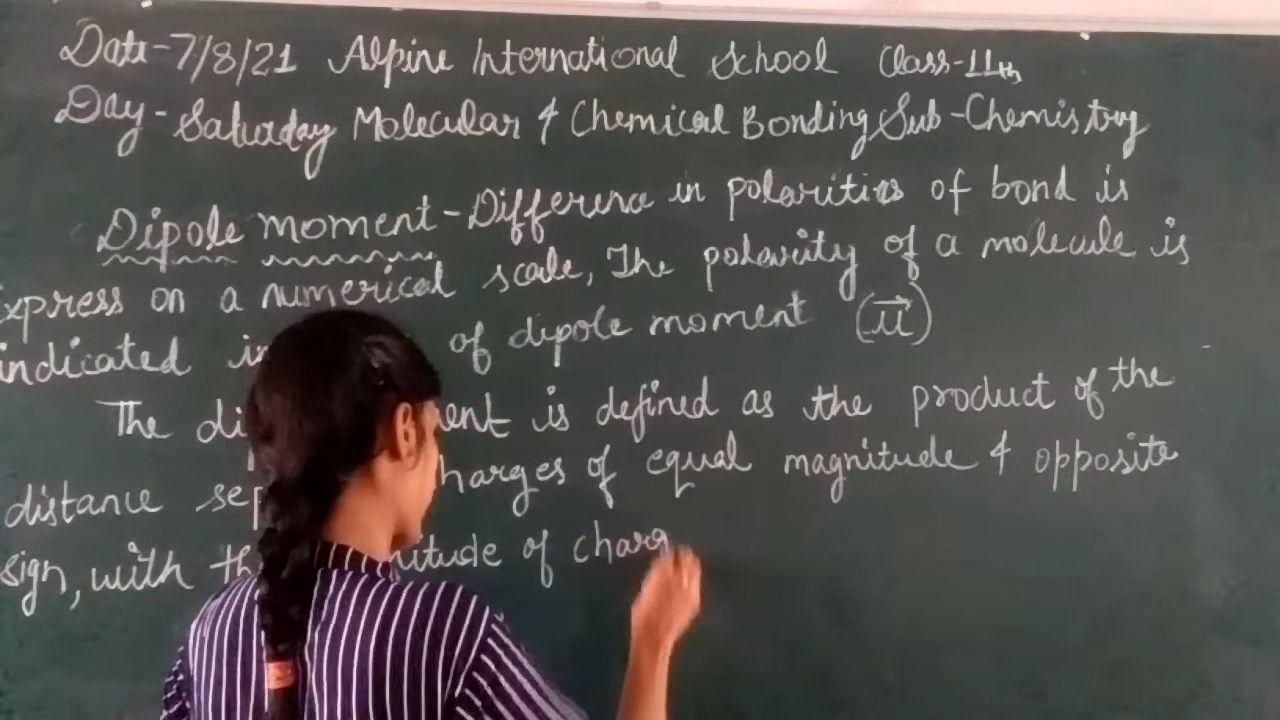 Date-7/8/21 Alpine International School Class-11th
Day-Saturday Molecular & Chemical Bonding Sub-Chemistry
Dipole moment-Difference in polarities of bond is
express on a numerical scale, The polarity of a molecule is
indicated in of dipole moment (μ⃗)
The di ent is defined as the product of the
distance sep harges of equal magnitude & opposite
sign, with th itude of charg